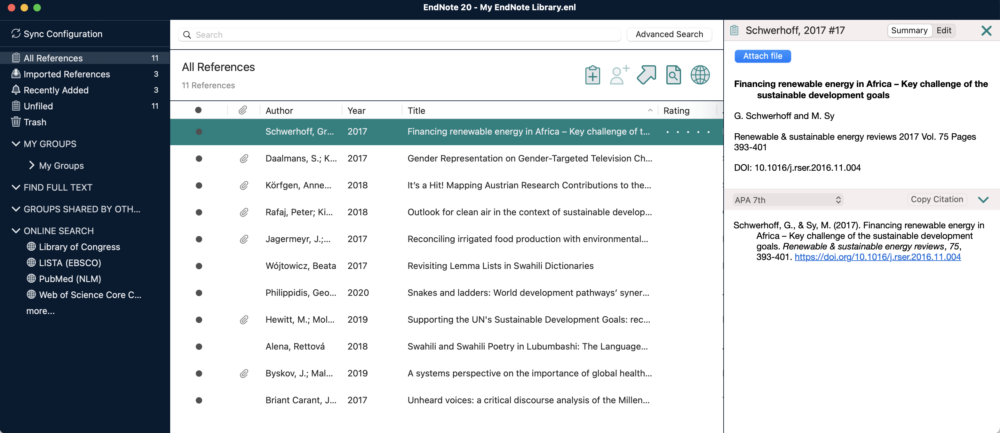 EndNote 20 - My EndNote Library.enl
Sync Configuration
All References 11
Imported References 3
Recently Added 3
Unfiled 11
Trash
MY GROUPS
My Groups
FIND FULL TEXT
GROUPS SHARED BY OTH...
ONLINE SEARCH
Library of Congress
LISTA (EBSCO)
PubMed (NLM)
Web of Science Core C...
more...
Search
Advanced Search
All References
11 References
Author Year Title Rating
Schwerhoff, Gr... 2017 Financing renewable energy in Africa – Key challenge of t...
Daalmans, S.; K... 2017 Gender Representation on Gender-Targeted Television Ch...
Körfgen, Anne... 2018 It’s a Hit! Mapping Austrian Research Contributions to the...
Rafaj, Peter; Ki... 2018 Outlook for clean air in the context of sustainable develop...
Jagermeyr, J.;... 2017 Reconciling irrigated food production with environmental...
Wójtowicz, Beata 2017 Revisiting Lemma Lists in Swahili Dictionaries
Philippidis, Geo... 2020 Snakes and ladders: World development pathways’ syner...
Hewitt, M.; Mol... 2019 Supporting the UN's Sustainable Development Goals: rec...
Alena, Rettová 2018 Swahili and Swahili Poetry in Lubumbashi: The Language...
Byskov, J.; Mal... 2019 A systems perspective on the importance of global health...
Briant Carant, J... 2017 Unheard voices: a critical discourse analysis of the Millen...
Schwerhoff, 2017 #17
Summary Edit
Attach file
Financing renewable energy in Africa – Key challenge of the
sustainable development goals
G. Schwerhoff and M. Sy
Renewable & sustainable energy reviews 2017 Vol. 75 Pages
393-401
DOI: 10.1016/j.rser.2016.11.004
APA 7th Copy Citation
Schwerhoff, G., & Sy, M. (2017). Financing renewable energy in
Africa – Key challenge of the sustainable development
goals. Renewable & sustainable energy reviews, 75,
393-401. https://doi.org/10.1016/j.rser.2016.11.004